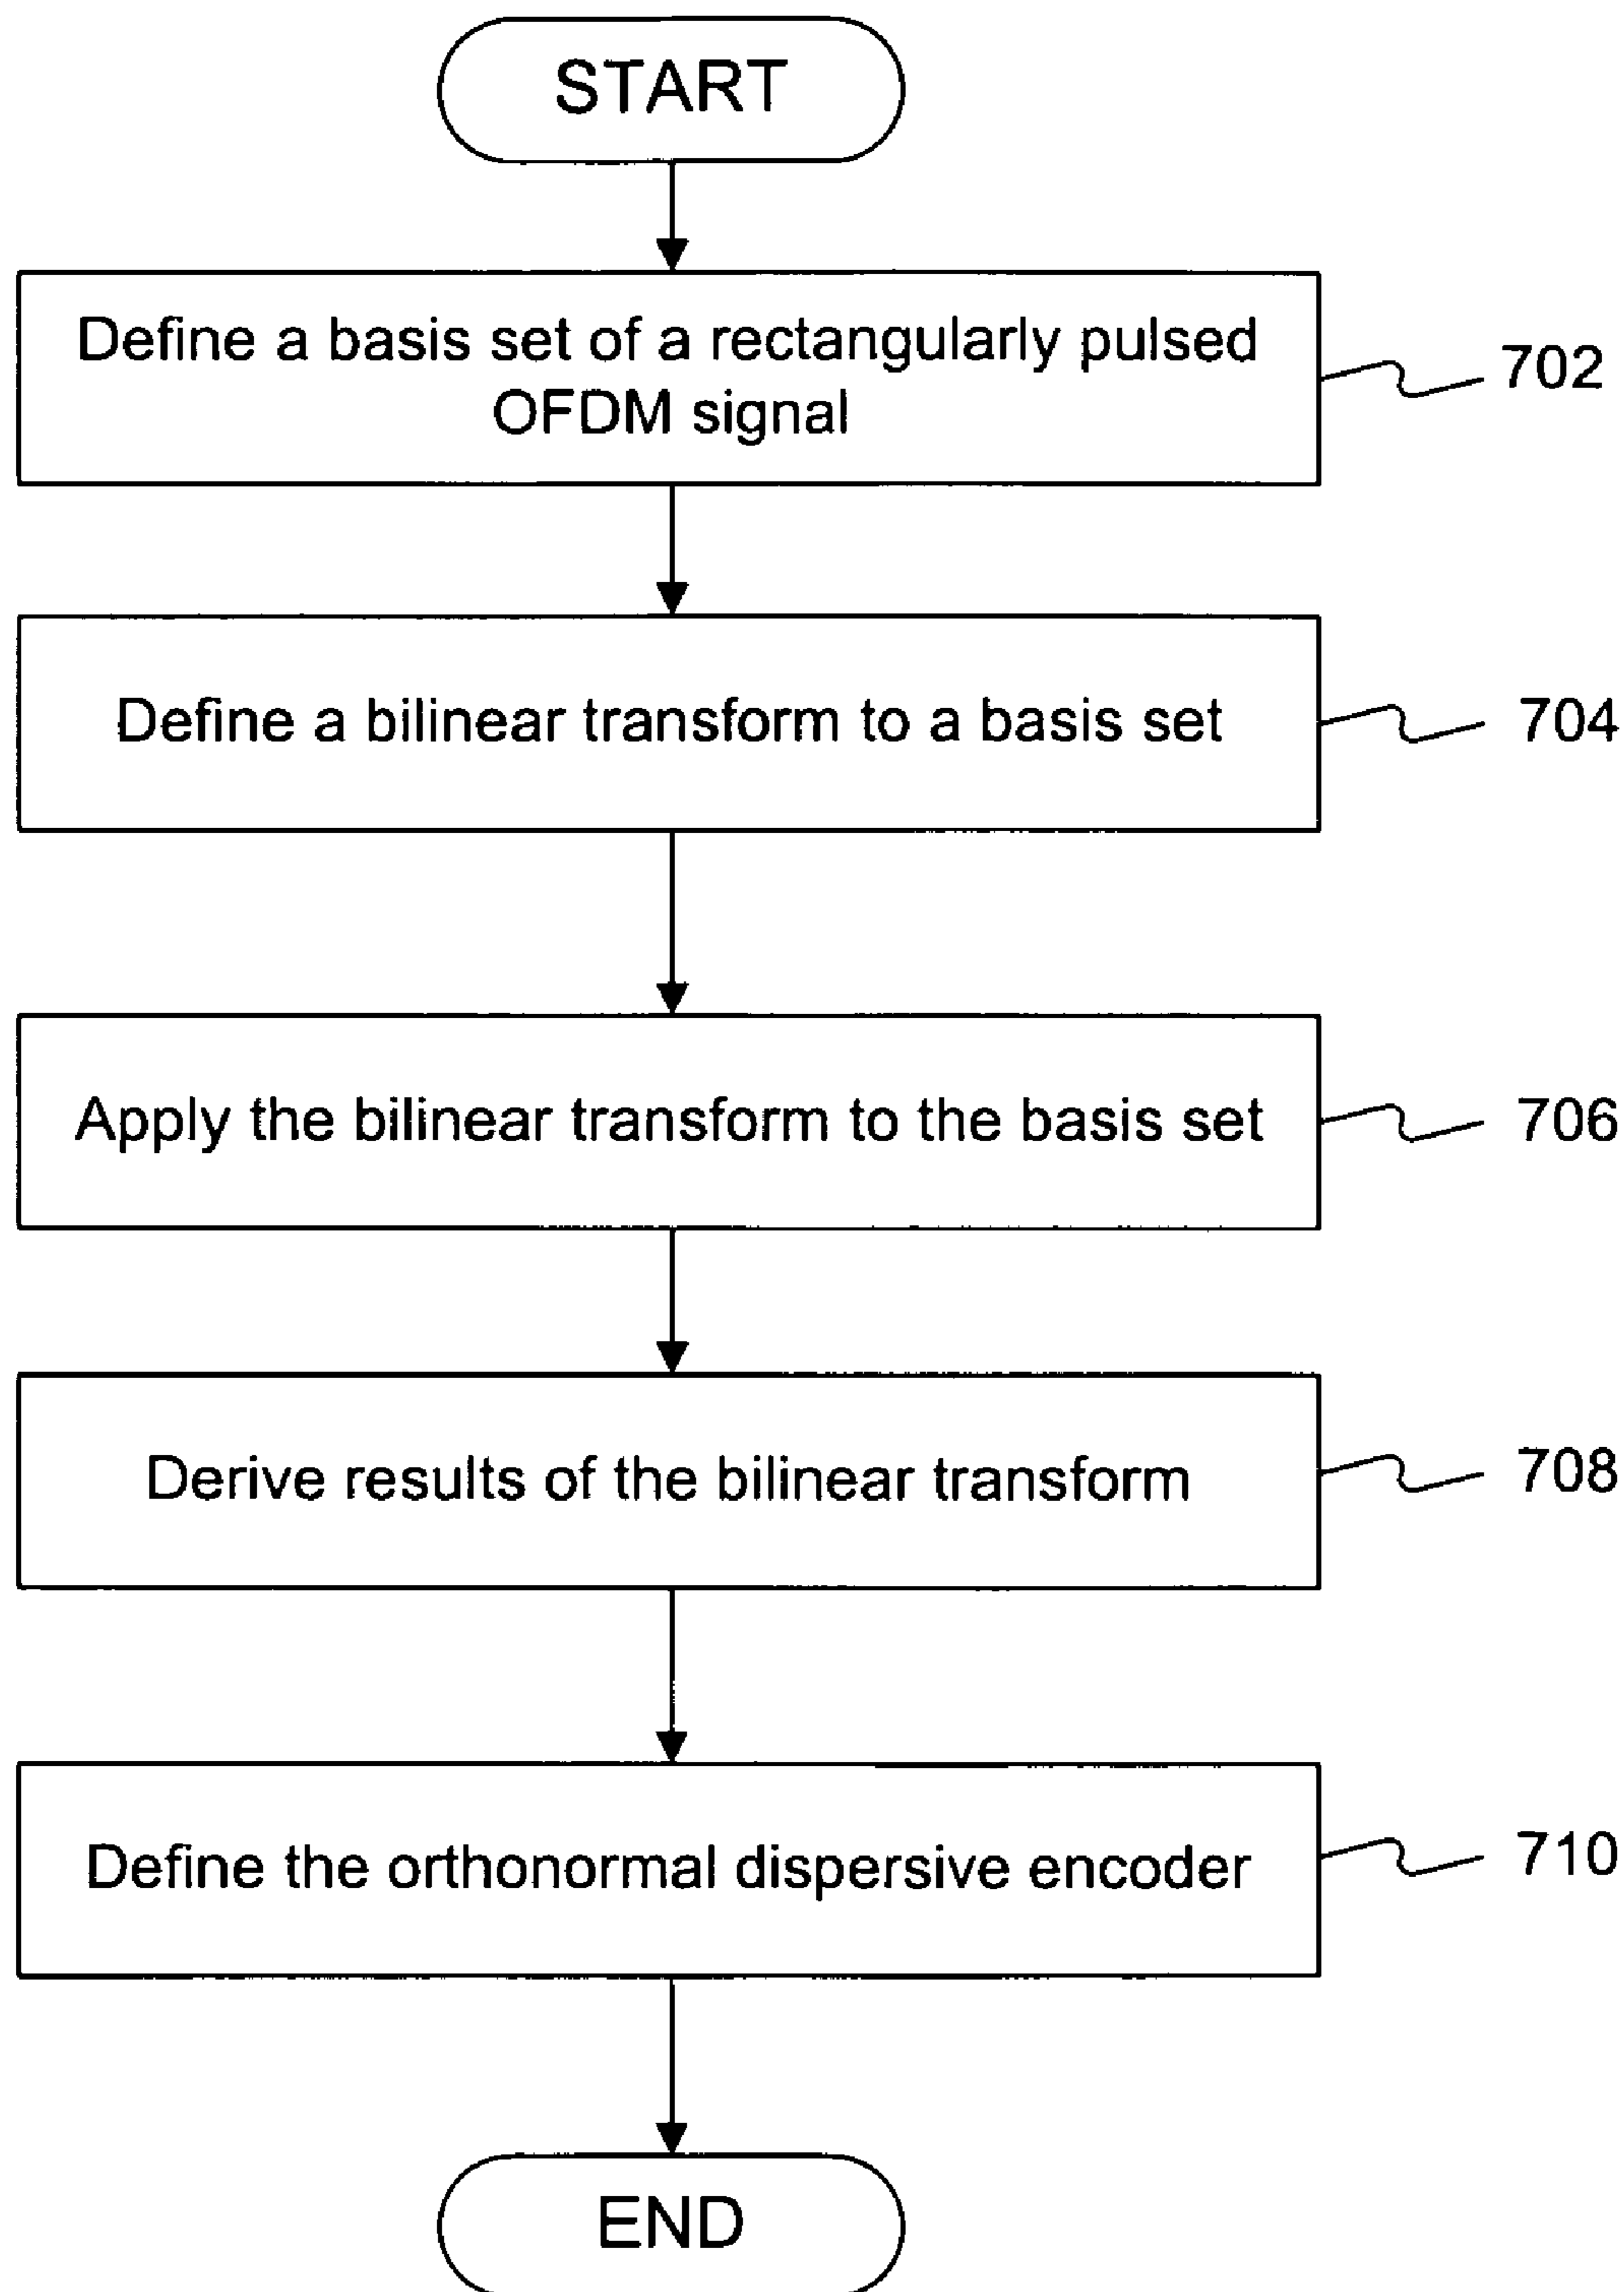 START
Define a basis set of a rectangularly pulsed
OFDM signal
702
Define a bilinear transform to a basis set
704
Apply the bilinear transform to the basis set
706
Derive results of the bilinear transform
708
Define the orthonormal dispersive encoder
710
END